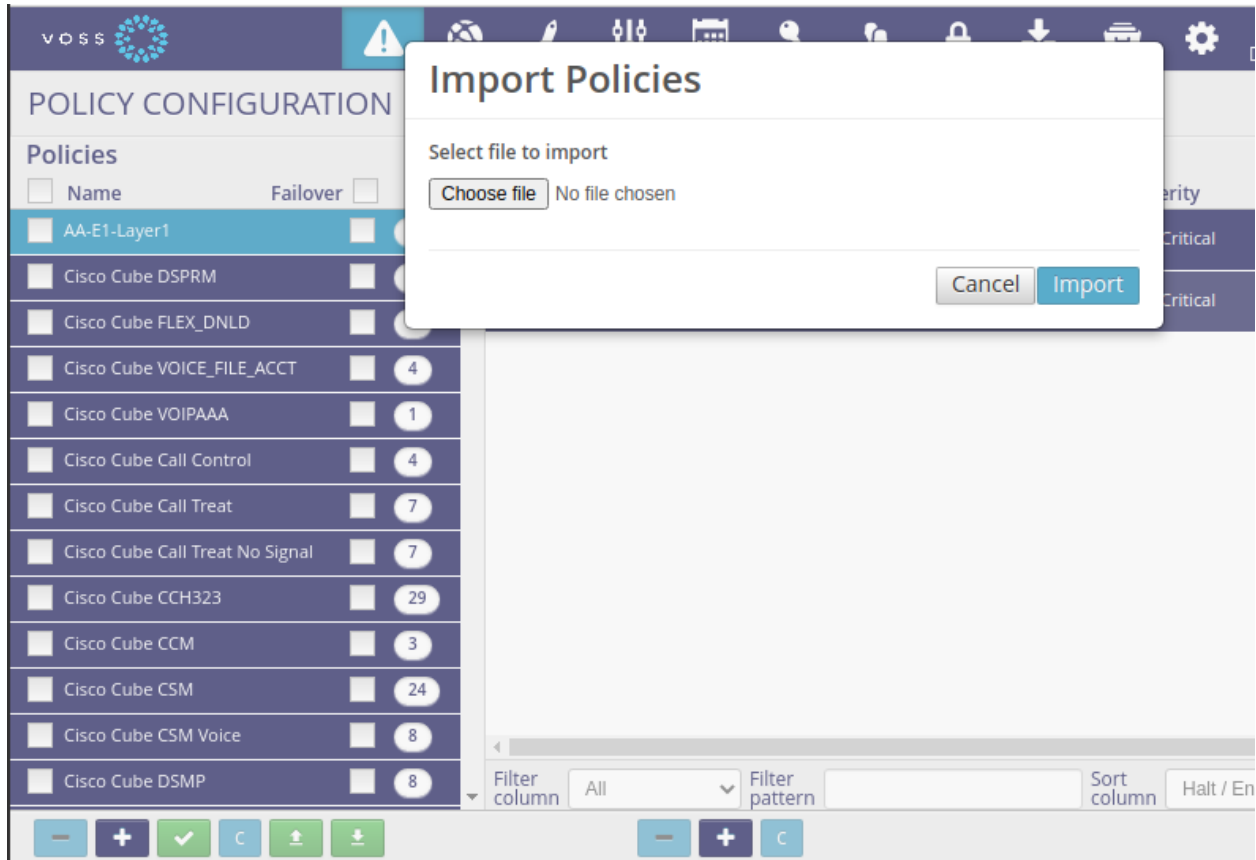 VOSS
POLICY CONFIGURATION
Import Policies
Select file to import
Choose file No file chosen
Cancel Import
Policies
Name Failover
AA-E1-Layer1
Cisco Cube DSPRM
Cisco Cube FLEX_DNLD
Cisco Cube VOICE_FILE_ACCT 4
Cisco Cube VOIPAAA 1
Cisco Cube Call Control 4
Cisco Cube Call Treat 7
Cisco Cube Call Treat No Signal 7
Cisco Cube CCH323 29
Cisco Cube CCM 3
Cisco Cube CSM 24
Cisco Cube CSM Voice 8
Cisco Cube DSMP 8
C
erity
Critical
Critical
Filter column All Filter pattern Sort column Halt / En
C